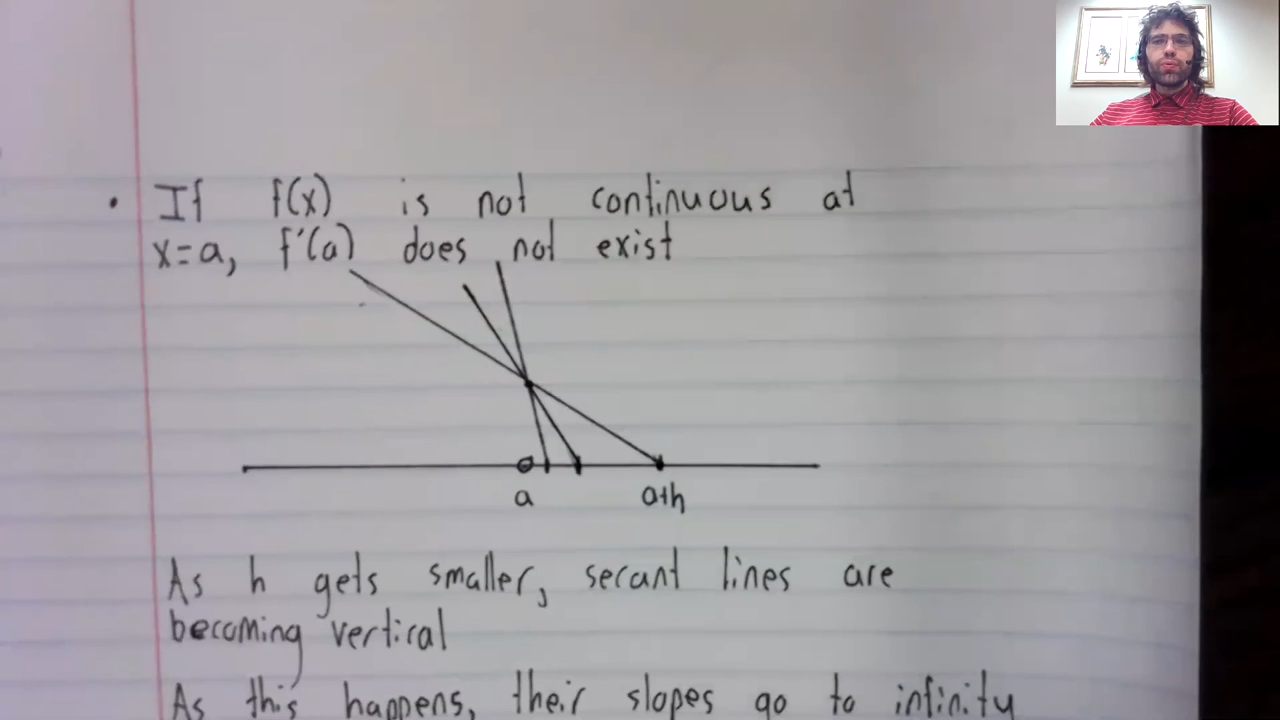 • If f(x) is not continuous at
x=a, f'(a) does not exist
a a+h
As h gets smaller, secant lines are
becoming vertical
As this happens, their slopes go to infinity